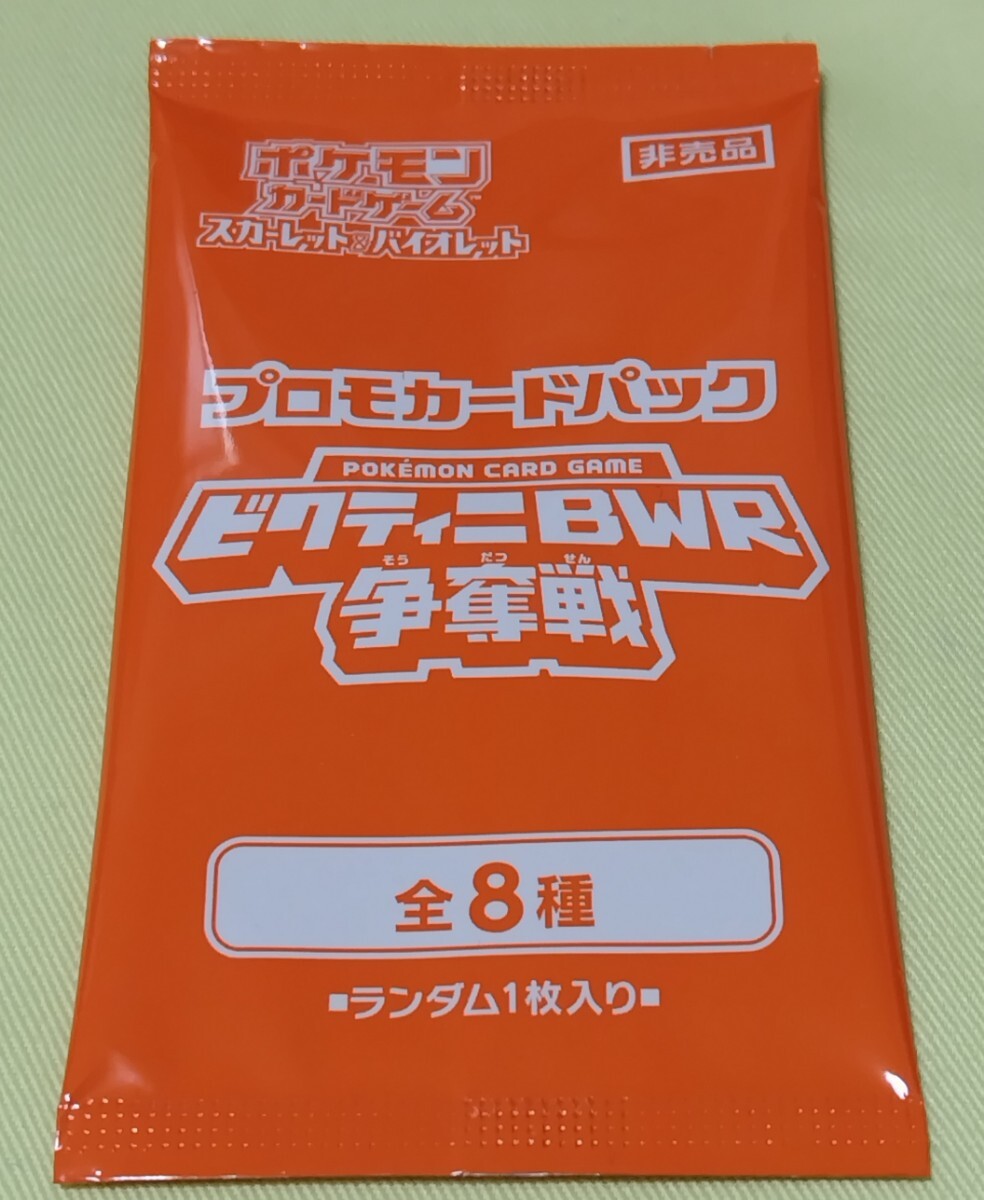 ポケモン
カードゲーム™
スカーレット&バイオレット
非売品
プロモカードパック
POKÉMON CARD GAME
ビクティニBWR
そう だつ せん
争奪戦
全8種
■ランダム1枚入り■